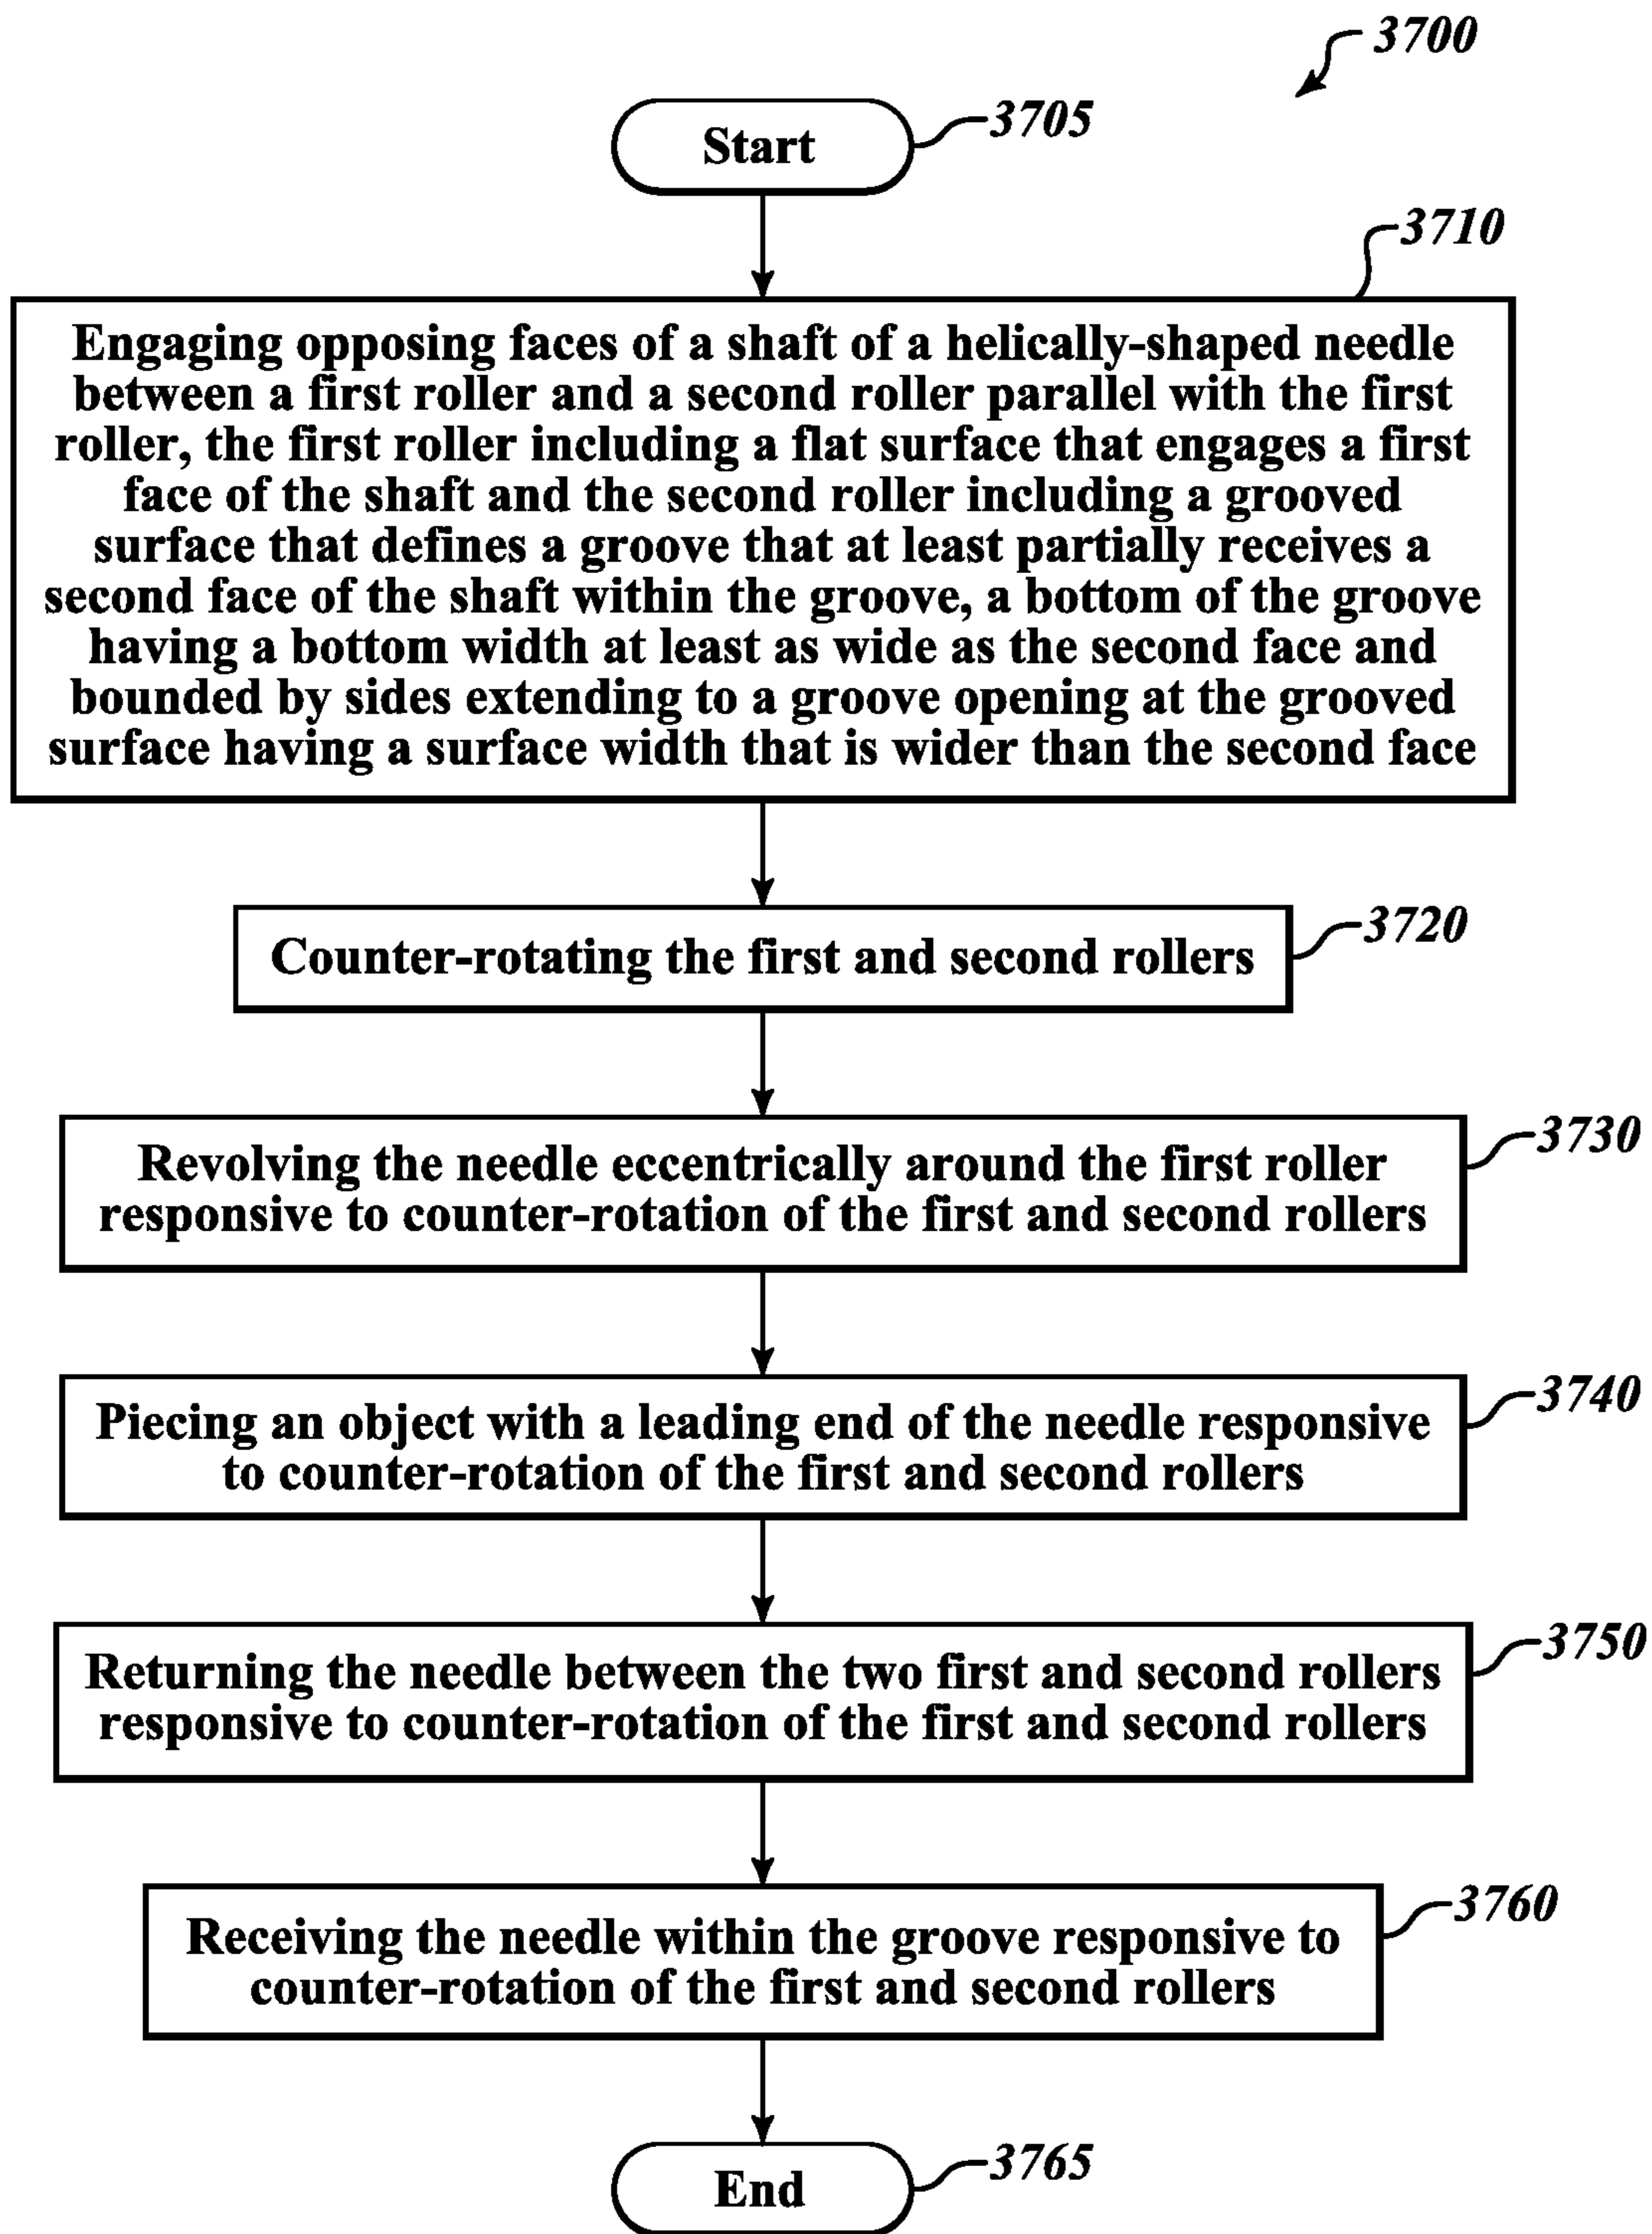 3700
Start
3705
3710
Engaging opposing faces of a shaft of a helically-shaped needle
between a first roller and a second roller parallel with the first
roller, the first roller including a flat surface that engages a first
face of the shaft and the second roller including a grooved
surface that defines a groove that at least partially receives a
second face of the shaft within the groove, a bottom of the groove
having a bottom width at least as wide as the second face and
bounded by sides extending to a groove opening at the grooved
surface having a surface width that is wider than the second face
3720
Counter-rotating the first and second rollers
3730
Revolving the needle eccentrically around the first roller
responsive to counter-rotation of the first and second rollers
3740
Piecing an object with a leading end of the needle responsive
to counter-rotation of the first and second rollers
3750
Returning the needle between the two first and second rollers
responsive to counter-rotation of the first and second rollers
3760
Receiving the needle within the groove responsive to
counter-rotation of the first and second rollers
End
3765